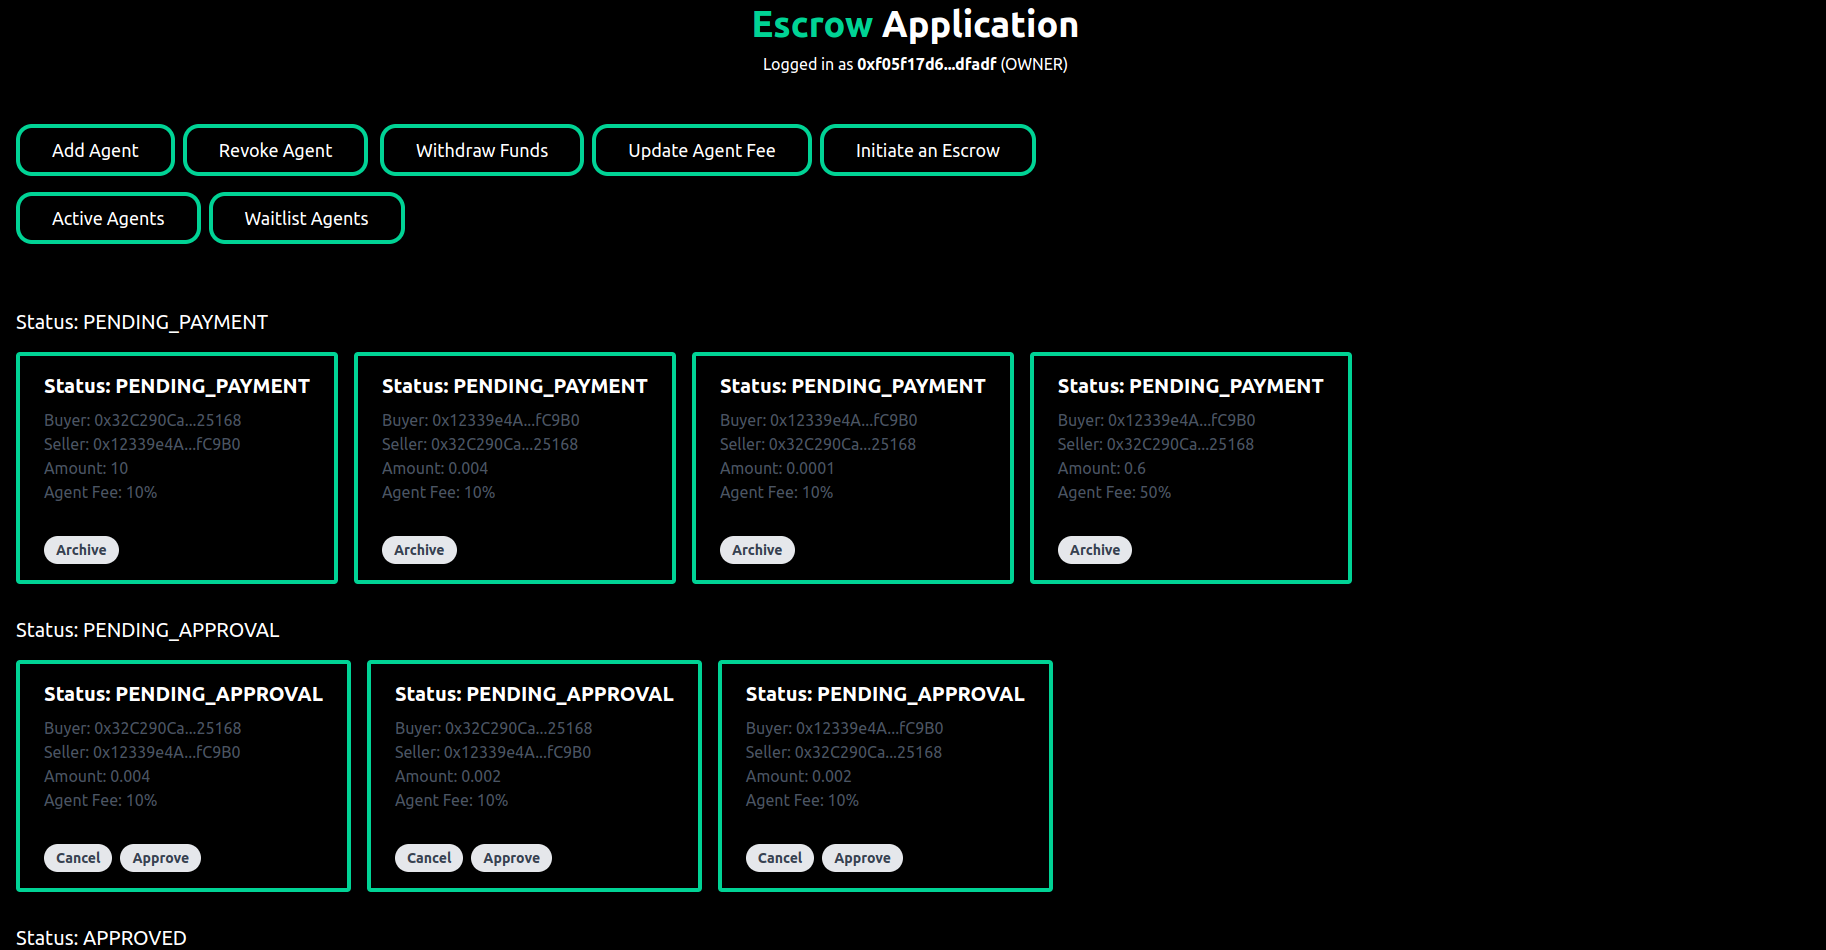 Escrow Application
Logged in as 0xf05f17d6...dfadf (OWNER)
Add Agent
Revoke Agent
Withdraw Funds
Update Agent Fee
Initiate an Escrow
Active Agents
Waitlist Agents
Status: PENDING_PAYMENT
Status: PENDING_PAYMENT
Buyer: 0x32C290Ca...25168
Seller: 0x12339e4A...fC9B0
Amount: 10
Agent Fee: 10%
Archive
Status: PENDING_PAYMENT
Buyer: 0x12339e4A...fC9B0
Seller: 0x32C290Ca...25168
Amount: 0.004
Agent Fee: 10%
Archive
Status: PENDING_PAYMENT
Buyer: 0x12339e4A...fC9B0
Seller: 0x32C290Ca...25168
Amount: 0.0001
Agent Fee: 10%
Archive
Status: PENDING_PAYMENT
Buyer: 0x12339e4A...fC9B0
Seller: 0x32C290Ca...25168
Amount: 0.6
Agent Fee: 50%
Archive
Status: PENDING_APPROVAL
Status: PENDING_APPROVAL
Buyer: 0x32C290Ca...25168
Seller: 0x12339e4A...fC9B0
Amount: 0.004
Agent Fee: 10%
Cancel
Approve
Status: PENDING_APPROVAL
Buyer: 0x32C290Ca...25168
Seller: 0x12339e4A...fC9B0
Amount: 0.002
Agent Fee: 10%
Cancel
Approve
Status: PENDING_APPROVAL
Buyer: 0x12339e4A...fC9B0
Seller: 0x32C290Ca...25168
Amount: 0.002
Agent Fee: 10%
Cancel
Approve
Status: APPROVED